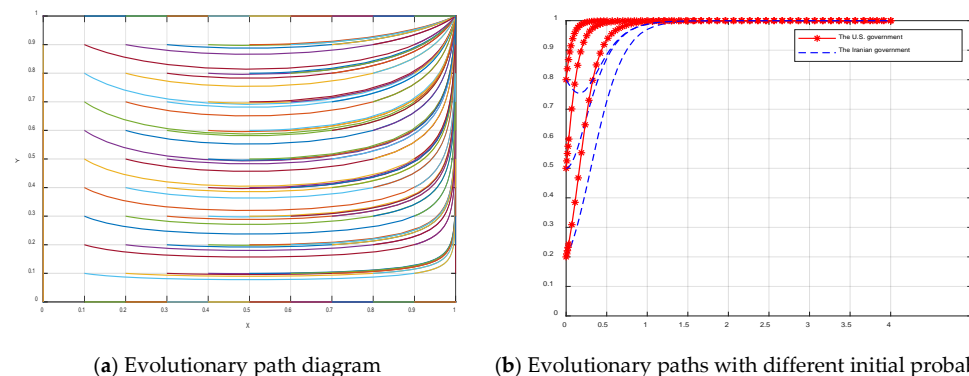 1
0.9
0.8
0.7
0.6
0.5
0.4
0.3
0.2
0.1
0
Y
0 0.1 0.2 0.3 0.4 0.5 0.6 0.7 0.8 0.9 1
X
1
0.9
0.8
0.7
0.6
0.5
0.4
0.3
0.2
0.1
0
The U.S. government
The Iranian government
0 0.5 1 1.5 2 2.5 3 3.5 4
(a) Evolutionary path diagram
(b) Evolutionary paths with different initial probal